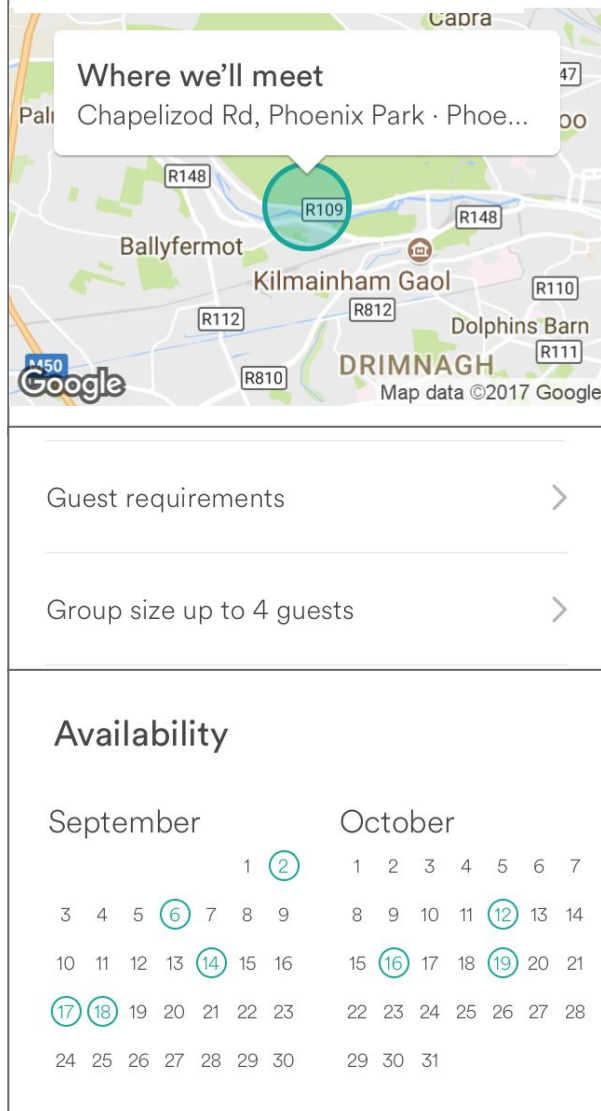 Cabra
Where we'll meet
47
Chapelizod Rd, Phoenix Park · Phoe...
R148
R109
R148
Ballyfermot
Kilmainham Gaol
R110
R112
R812
Dolphins Barn
R111
M50
DRIMNAGH
Google
R810
Map data ©2017 Google
Guest requirements
Group size up to 4 guests
Availability
September October
1 2 1 2 3 4 5 6 7
3 4 5 6 7 8 9 8 9 10 11 12 13 14
10 11 12 13 14 15 16 15 16 17 18 19 20 21
17 18 19 20 21 22 23 22 23 24 25 26 27 28
24 25 26 27 28 29 30 29 30 31